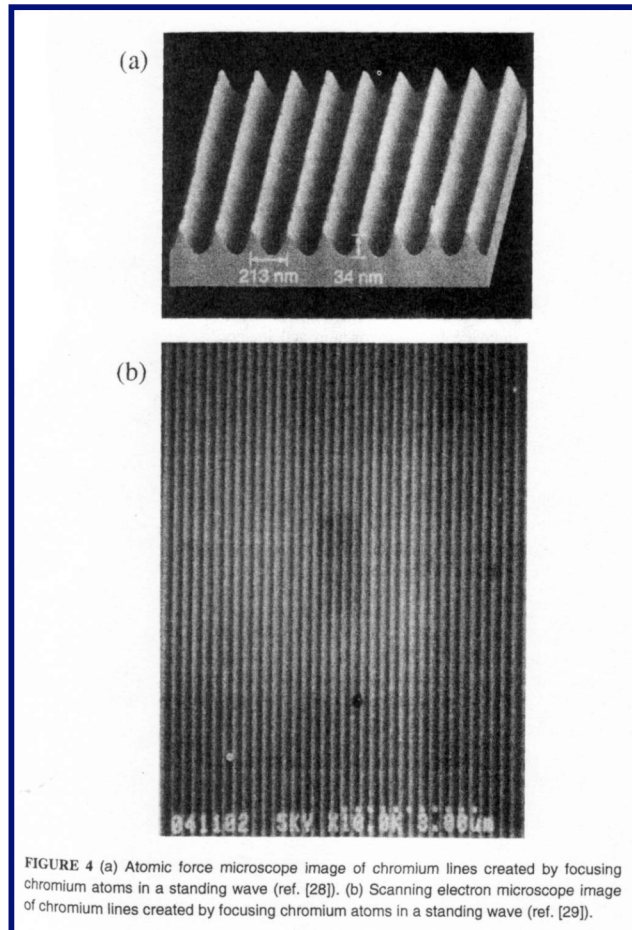 (a)
213 nm
34 nm
(b)
041102 5KV X10.0K 3.00um
FIGURE 4 (a) Atomic force microscope image of chromium lines created by focusing
chromium atoms in a standing wave (ref. [28]). (b) Scanning electron microscope image
of chromium lines created by focusing chromium atoms in a standing wave (ref. [29]).